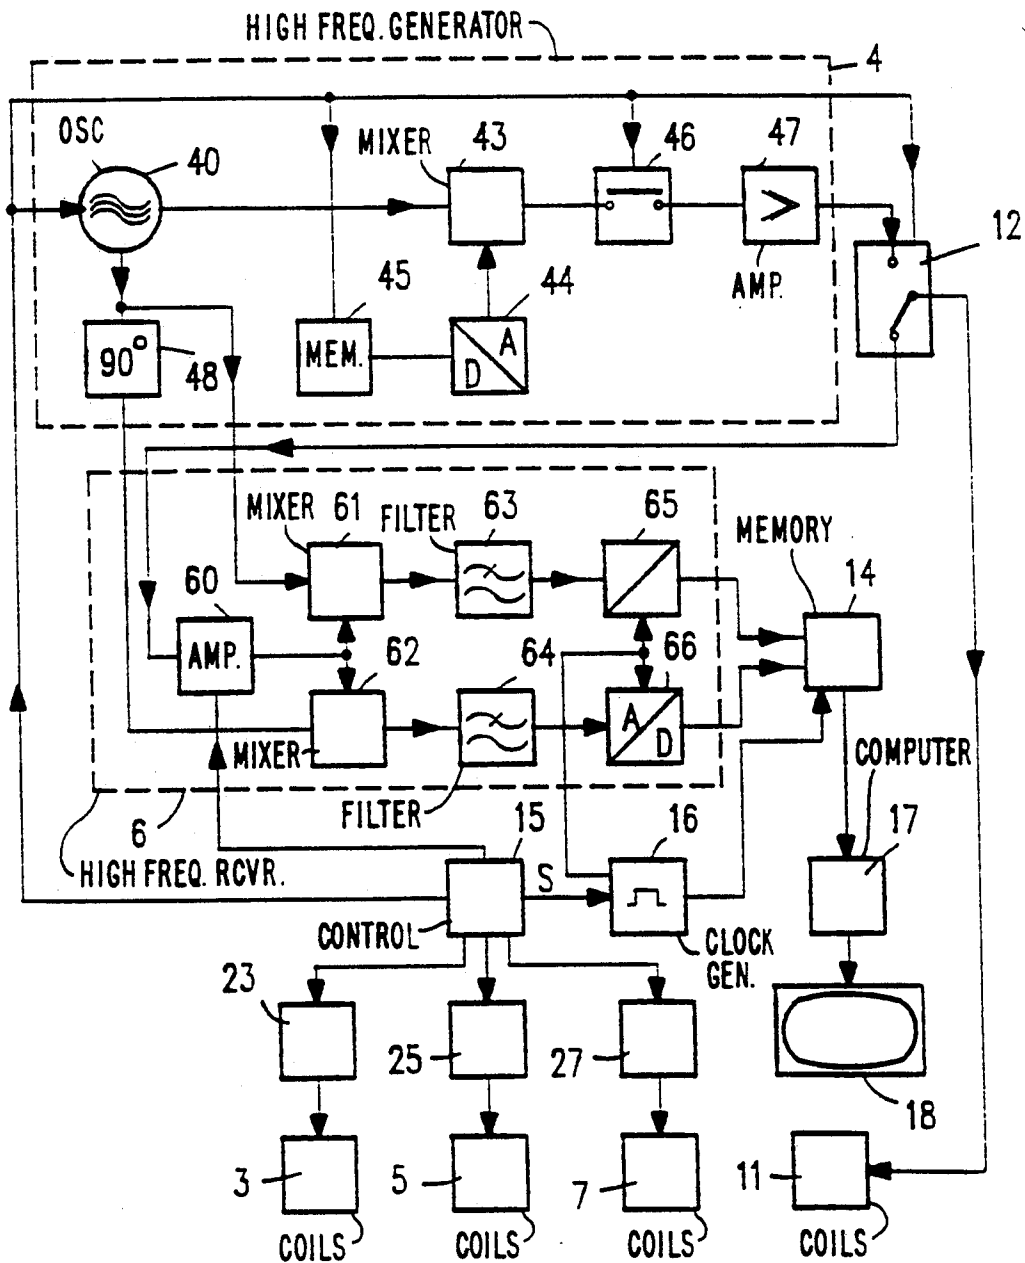 HIGH FREQ. GENERATOR
4
OSC
40
MIXER
43
46
47
12
AMP.
45
44
MEM.
A
D
90°
48
MIXER
61
FILTER
63
65
MEMORY
14
60
AMP.
62
64
66
A
D
MIXER
COMPUTER
6
FILTER
15
16
17
HIGH FREQ. RCVR.
S
CONTROL
CLOCK
GEN.
23
25
27
18
3
5
7
11
COILS
COILS
COILS
COILS